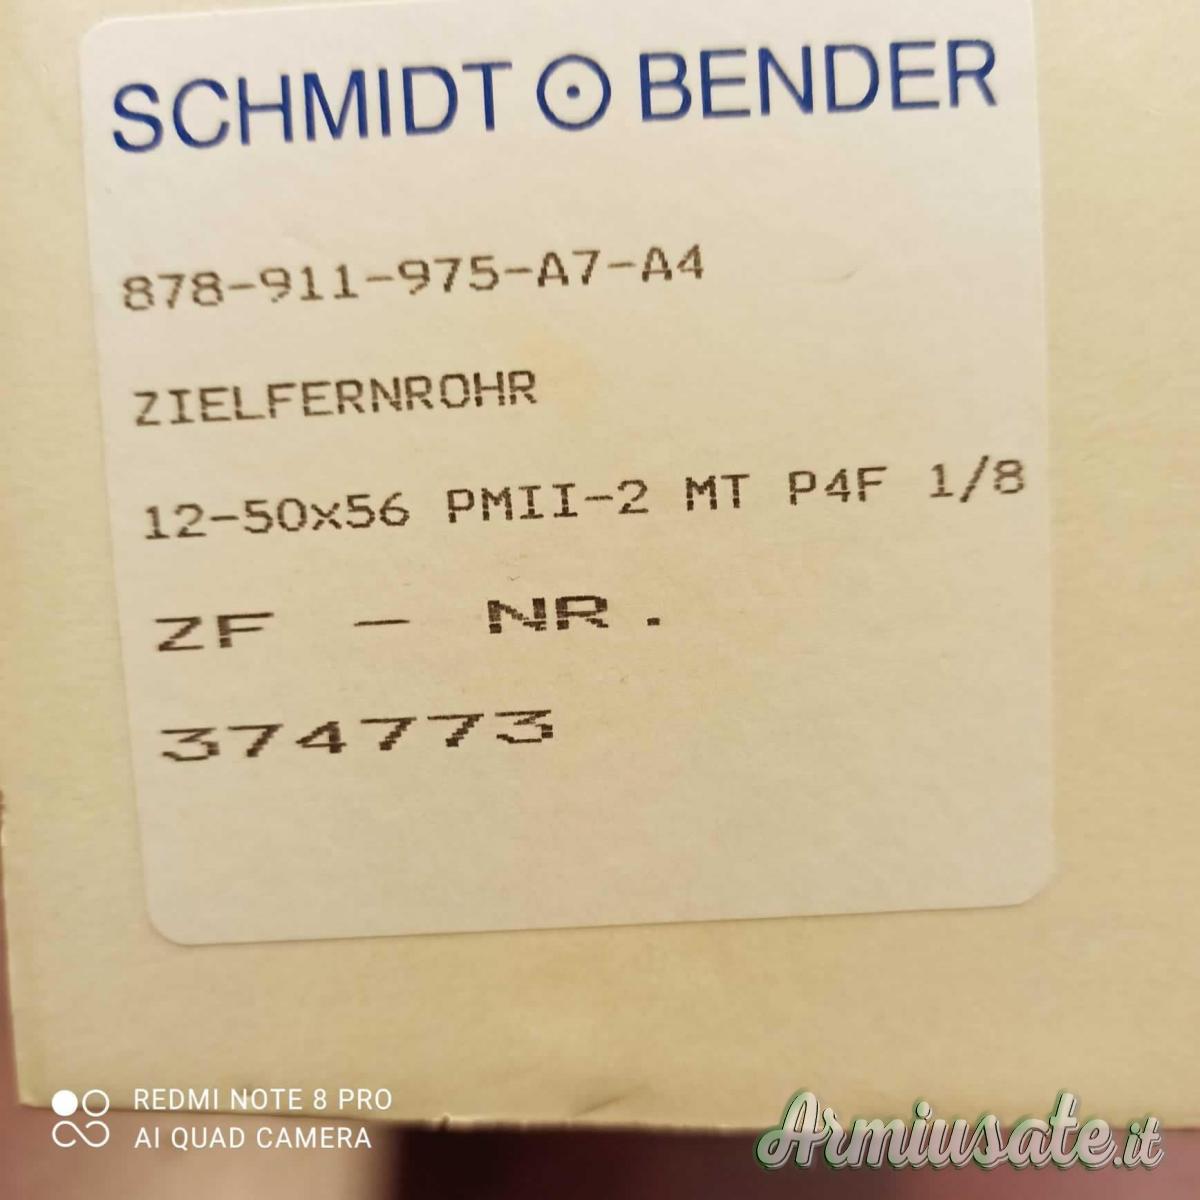 SCHMIDT BENDER
878-911-975-A7-A4
ZIELFERNROHR
12-50x56 PMII-2 MT P4F 1/8
ZF - NR.
374773
REDMI NOTE 8 PRO
AI QUAD CAMERA
Armiusate.it